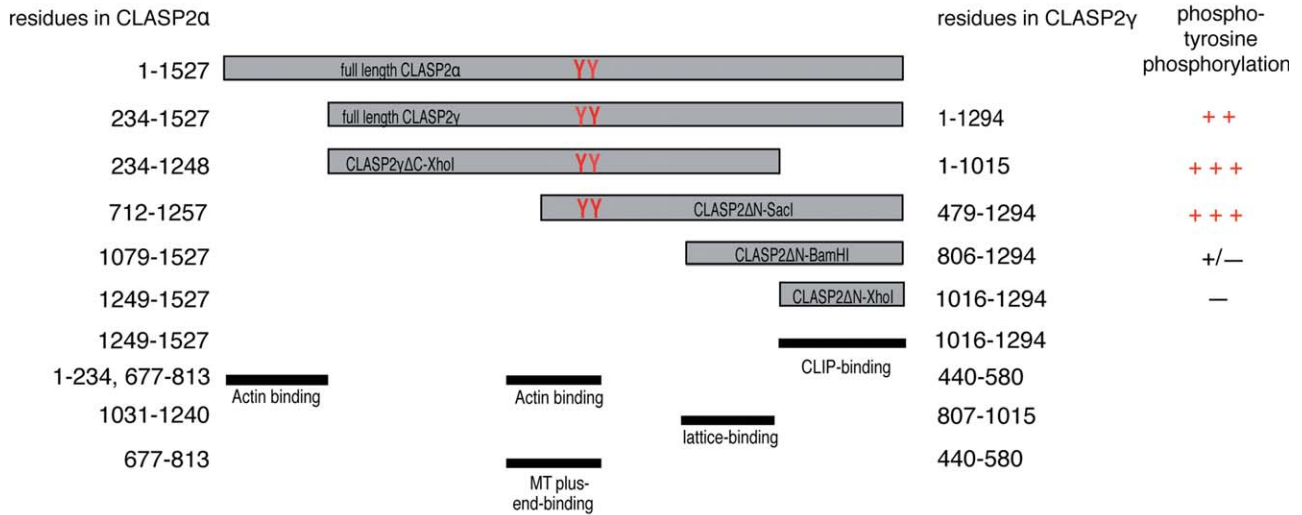 residues in CLASP2α residues in CLASP2γ phospho-
tyrosine
phosphorylation
1-1527 full length CLASP2α YY
234-1527 full length CLASP2γ YY 1-1294 + +
234-1248 CLASP2γΔC-XhoI YY 1-1015 + + +
712-1257 YY CLASP2ΔN-SacI 479-1294 + + +
1079-1527 CLASP2ΔN-BamHI 806-1294 +/—
1249-1527 CLASP2ΔN-XhoI 1016-1294 —
1249-1527 CLIP-binding 1016-1294
1-234, 677-813 Actin binding Actin binding 440-580
1031-1240 lattice-binding 807-1015
677-813 MT plus- 440-580
end-binding